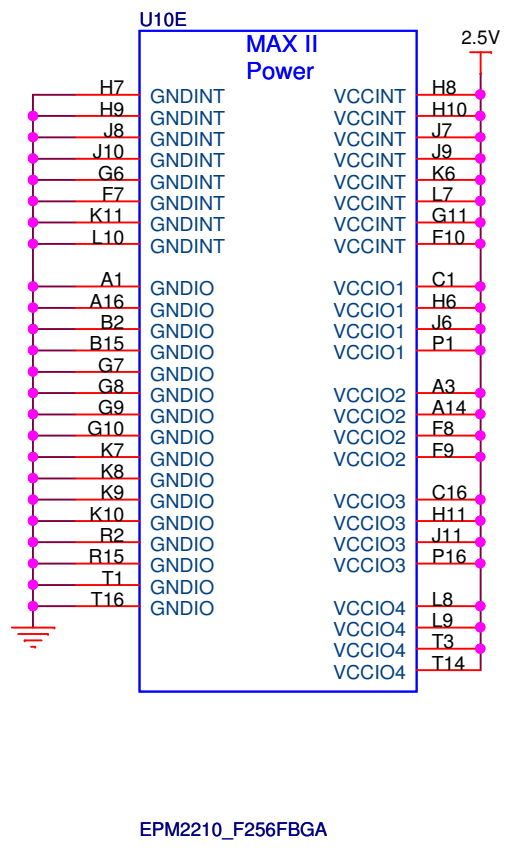 U10E
MAX II
Power
2.5V
H7 GNDINT VCCINT H8
H9 GNDINT VCCINT H10
J8 GNDINT VCCINT J7
J10 GNDINT VCCINT J9
G6 GNDINT VCCINT K6
F7 GNDINT VCCINT L7
K11 GNDINT VCCINT G11
L10 GNDINT VCCINT F10
A1 GNDIO VCCIO1 C1
A16 GNDIO VCCIO1 H6
B2 GNDIO VCCIO1 J6
B15 GNDIO VCCIO1 P1
G7 GNDIO
G8 GNDIO VCCIO2 A3
G9 GNDIO VCCIO2 A14
G10 GNDIO VCCIO2 F8
K7 GNDIO VCCIO2 F9
K8 GNDIO
K9 GNDIO VCCIO3 C16
K10 GNDIO VCCIO3 H11
R2 GNDIO VCCIO3 J11
R15 GNDIO VCCIO3 P16
T1 GNDIO
T16 GNDIO VCCIO4 L8
VCCIO4 L9
VCCIO4 T3
VCCIO4 T14
EPM2210_F256FBGA